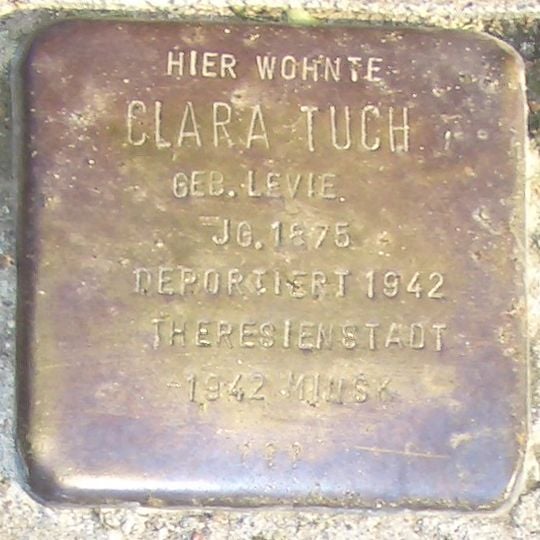 HIER WOHNTE
CLARA TUCH
GEB. LEVIE
JG. 1875
DEPORTIERT 1942
THERESIENSTADT
1942 MINSK
???